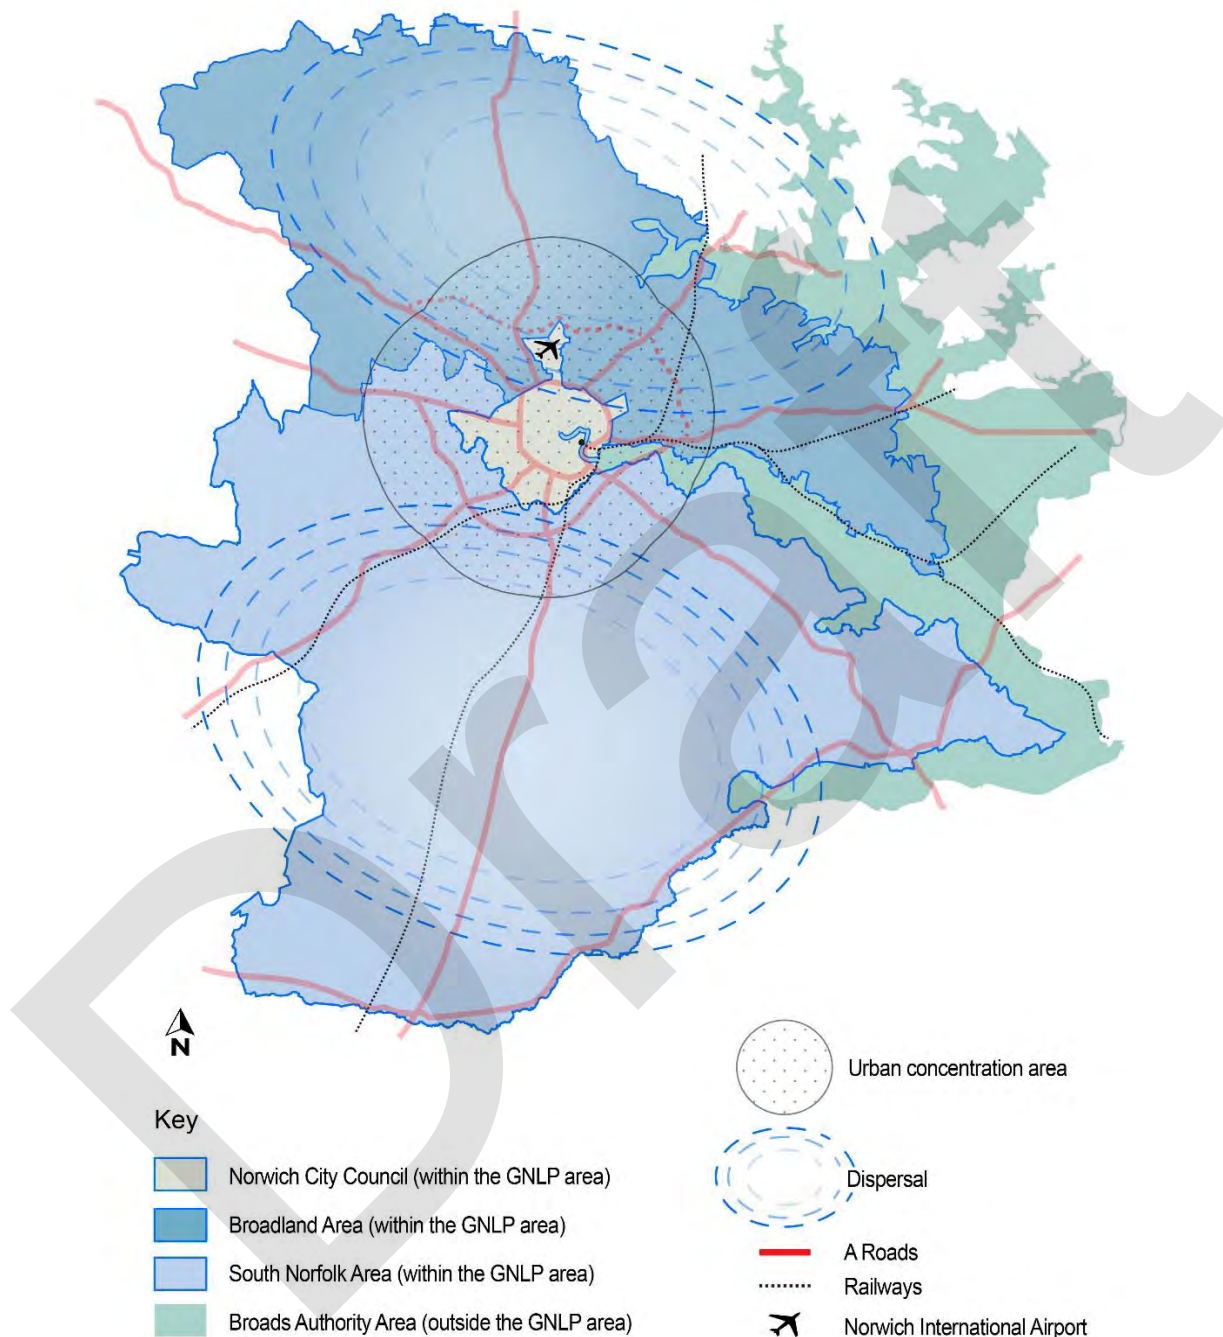 Draft
N
Key
Norwich City Council (within the GNLP area)
Broadland Area (within the GNLP area)
South Norfolk Area (within the GNLP area)
Broads Authority Area (outside the GNLP area)
Urban concentration area
Dispersal
A Roads
Railways
Norwich International Airport